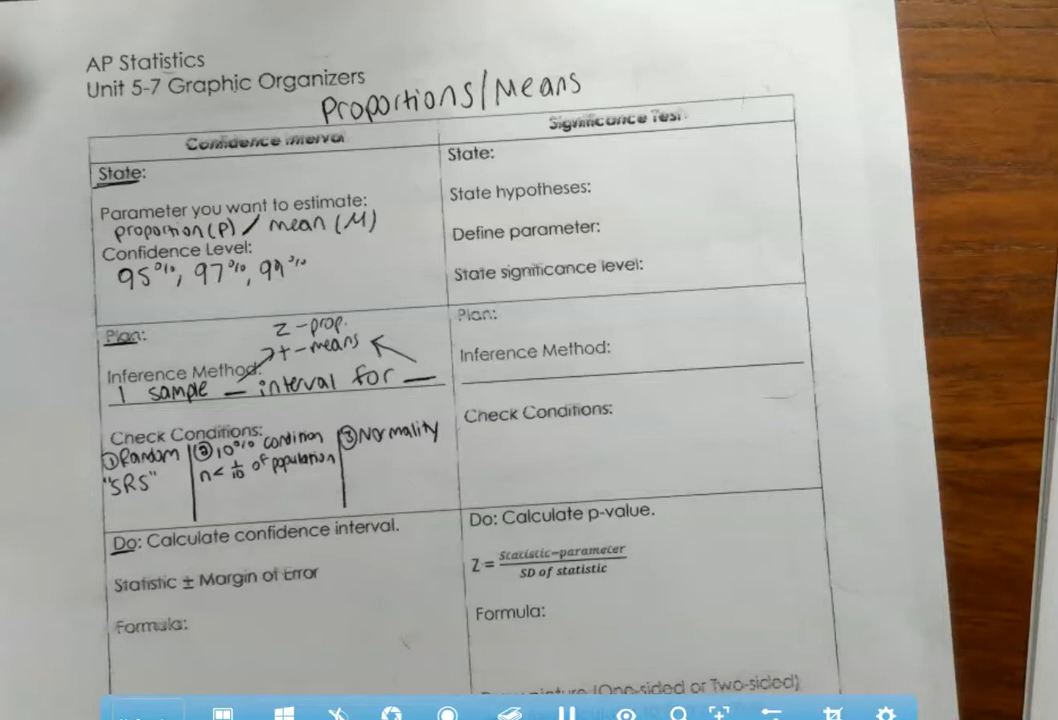 AP Statistics
Unit 5-7 Graphic Organizers
Proportions/Means
Confidence Interval
State:
Parameter you want to estimate:
proportion (P) / mean (M)
Confidence Level:
95%, 97%, 99%
Plan:
z - prop.
t - means
Inference Method:
1 sample _ interval for _
Check Conditions:
① Random
"SRS"
② 10% condition
n < 1/10 of population
③ Normality
Do: Calculate confidence interval.
Statistic ± Margin of Error
Formula:
Significance Test
State:
State hypotheses:
Define parameter:
State significance level:
Plan:
Inference Method:
Check Conditions:
Do: Calculate p-value.
Z = Statistic-parameter / SD of statistic
Formula:
(One-sided or Two-sided)